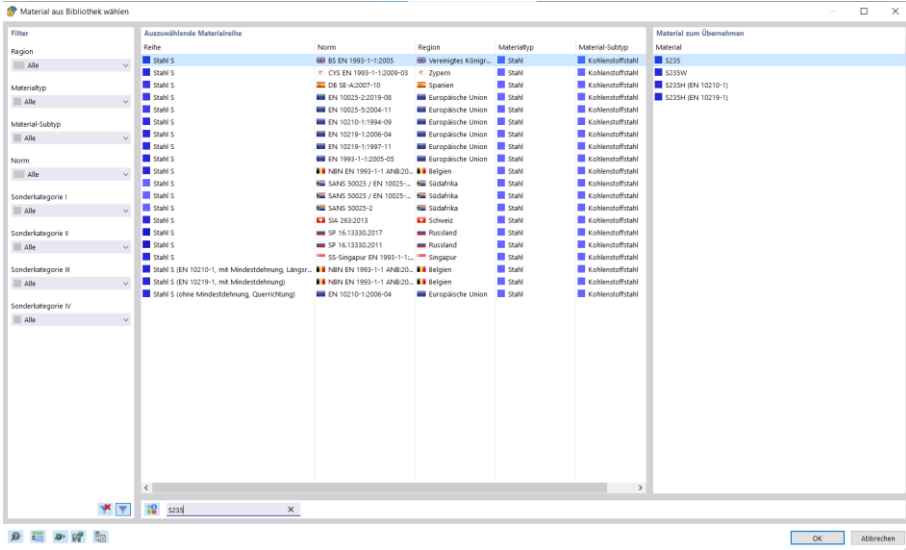 Material aus Bibliothek wählen
Filter
Region
Alle
Materialtyp
Alle
Material-Subtyp
Alle
Norm
Alle
Sonderkategorie I
Alle
Sonderkategorie II
Alle
Sonderkategorie III
Alle
Sonderkategorie IV
Alle
Auszuwählende Materialreihe
Reihe Norm Region Materialtyp Material-Subtyp
Stahl S BS EN 1993-1-1:2005 Vereinigtes Königr... Stahl Kohlenstoffstahl
Stahl S CYS EN 1993-1-1:2009-03 Zypern Stahl Kohlenstoffstahl
Stahl S DB SE-A:2007-10 Spanien Stahl Kohlenstoffstahl
Stahl S EN 10025-2:2019-08 Europäische Union Stahl Kohlenstoffstahl
Stahl S EN 10025-5:2004-11 Europäische Union Stahl Kohlenstoffstahl
Stahl S EN 10210-1:1994-09 Europäische Union Stahl Kohlenstoffstahl
Stahl S EN 10219-1:2006-04 Europäische Union Stahl Kohlenstoffstahl
Stahl S EN 10219-1:1997-11 Europäische Union Stahl Kohlenstoffstahl
Stahl S EN 1993-1-1:2005-05 Europäische Union Stahl Kohlenstoffstahl
Stahl S NBN EN 1993-1-1 ANB:20... Belgien Stahl Kohlenstoffstahl
Stahl S SANS 50025 / EN 10025-... Südafrika Stahl Kohlenstoffstahl
Stahl S SANS 50025 / EN 10025-... Südafrika Stahl Kohlenstoffstahl
Stahl S SANS 50025-2 Südafrika Stahl Kohlenstoffstahl
Stahl S SIA 263:2013 Schweiz Stahl Kohlenstoffstahl
Stahl S SP 16.13330.2017 Russland Stahl Kohlenstoffstahl
Stahl S SP 16.13330.2011 Russland Stahl Kohlenstoffstahl
Stahl S SS-Singapur EN 1993-1-1:... Singapur Stahl Kohlenstoffstahl
Stahl S (EN 10210-1, mit Mindestdehnung, Längsr... NBN EN 1993-1-1 ANB:20... Belgien Stahl Kohlenstoffstahl
Stahl S (EN 10219-1, mit Mindestdehnung) NBN EN 1993-1-1 ANB:20... Belgien Stahl Kohlenstoffstahl
Stahl S (ohne Mindestdehnung, Querrichtung) EN 10210-1:2006-04 Europäische Union Stahl Kohlenstoffstahl
S235
Material zum Übernehmen
Material
S235
S235W
S235H (EN 10210-1)
S235H (EN 10219-1)
OK Abbrechen